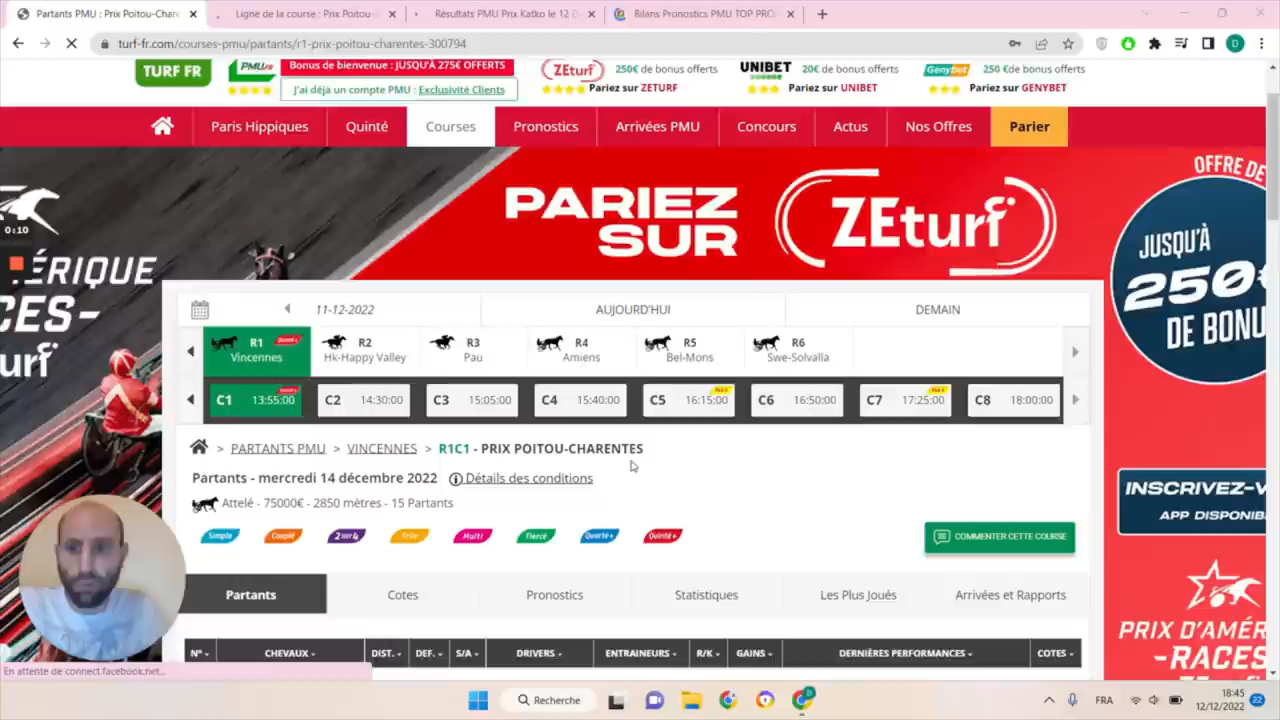 Partants PMU : Prix Poitou-Chare
Ligne de la course : Prix Poitou-
Résultats PMU Prix Katko le 12 D
Bilans Pronostics PMU TOP PRO
turf-fr.com/courses-pmu/partants/r1-prix-poitou-charentes-300794
TURF FR
PMU.FR
Bonus de bienvenue : JUSQU'À 275€ OFFERTS
J'ai déjà un compte PMU : Exclusivité Clients
ZEturf
250€ de bonus offerts
Pariez sur ZETURF
UNIBET
20€ de bonus offerts
Pariez sur UNIBET
Genybet
250 €de bonus offerts
Pariez sur GENYBET
Paris Hippiques
Quinté
Courses
Pronostics
Arrivées PMU
Concours
Actus
Nos Offres
Parier
0:10
ÉRIQUE
CES-
urf
PARIEZ
SUR
ZEturf
OFFRE DE
JUSQU'À
250€
DE BONU
11-12-2022
AUJOURD'HUI
DEMAIN
R1
Vincennes
R2
Hk-Happy Valley
R3
Pau
R4
Amiens
R5
Bel-Mons
R6
Swe-Solvalla
C1 13:55:00
C2 14:30:00
C3 15:05:00
C4 15:40:00
C5 16:15:00
C6 16:50:00
C7 17:25:00
C8 18:00:00
> PARTANTS PMU > VINCENNES > R1C1 - PRIX POITOU-CHARENTES
Partants - mercredi 14 décembre 2022
Détails des conditions
Attelé - 75000€ - 2850 mètres - 15 Partants
Simple
Couplé
2 sur 4
Trio
Multi
Tiercé
Quarté+
Quinté+
COMMENTER CETTE COURSE
INSCRIVEZ-V
APP DISPONIB
PRIX D'AMÉR
-RACES
Partants
Cotes
Pronostics
Statistiques
Les Plus Joués
Arrivées et Rapports
N°
CHEVAUX
DIST.
DEF.
S/A
DRIVERS
ENTRAINEURS
R/K
GAINS
DERNIÈRES PERFORMANCES
COTES
En attente de connect.facebook.net...
Recherche
FRA
18:45
12/12/2022
22